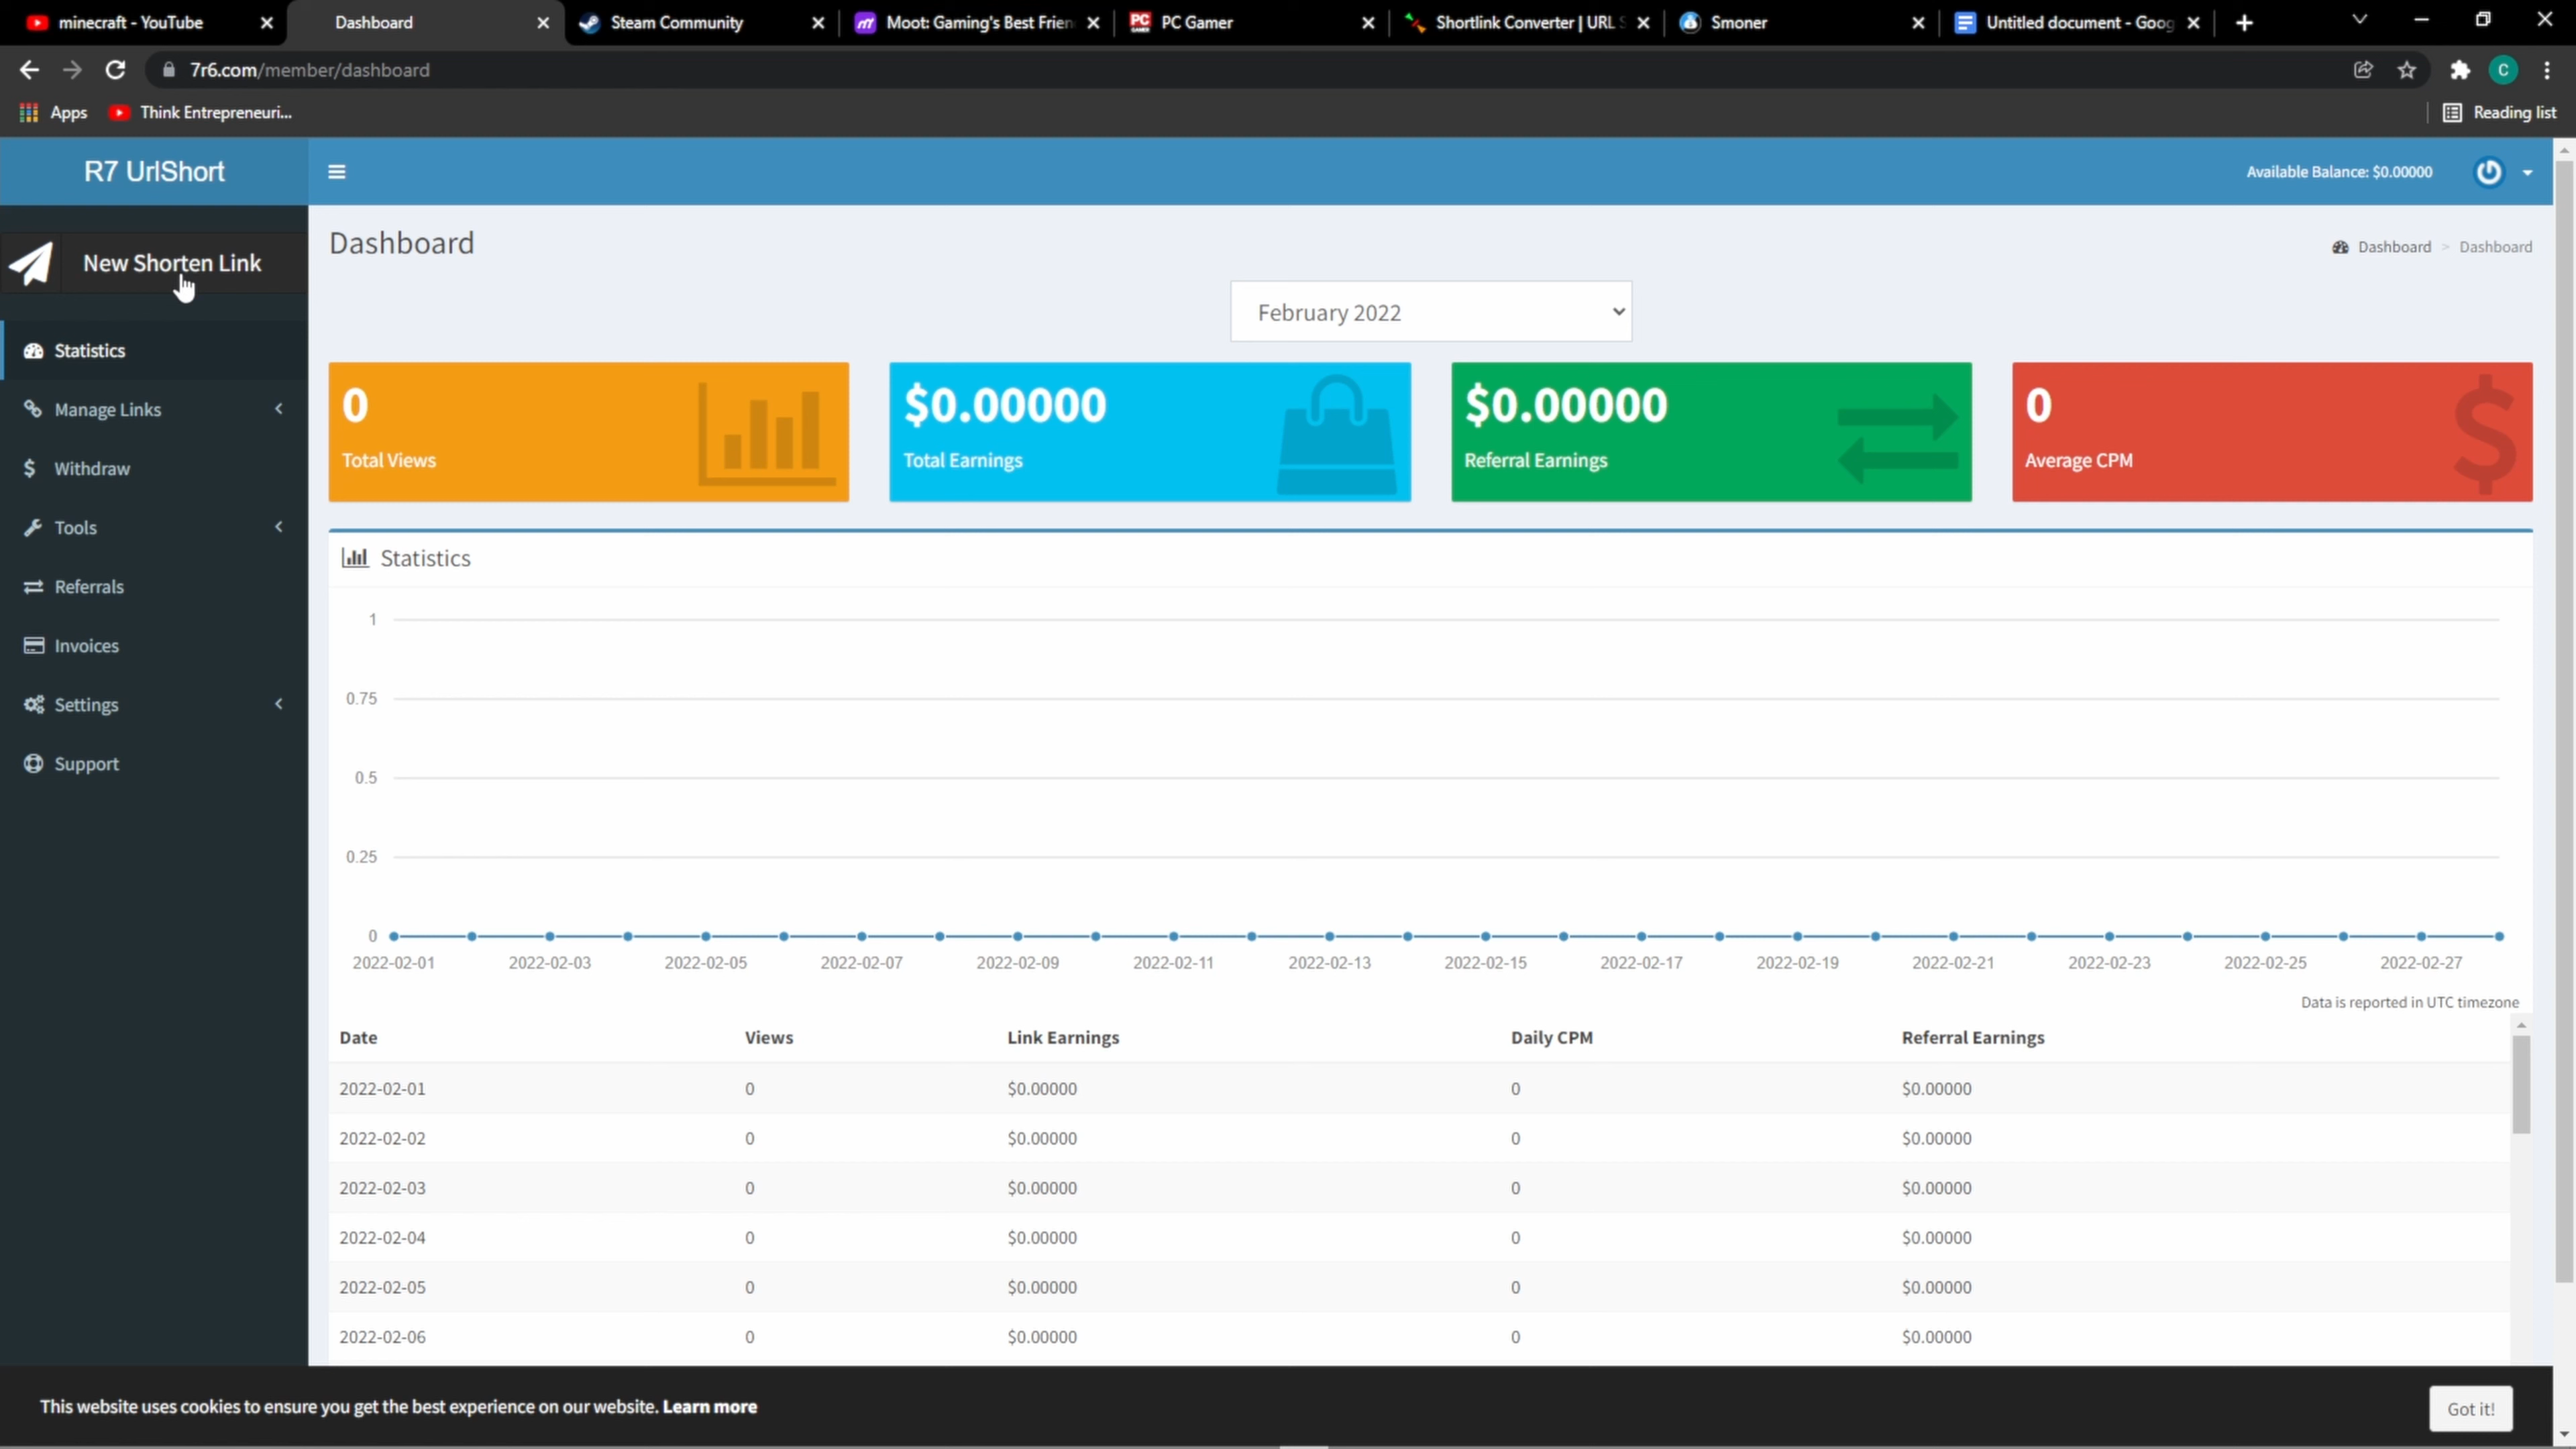 minecraft - YouTube
Dashboard
Steam Community
Moot: Gaming's Best Frien
PC Gamer
Shortlink Converter | URL S
Smoner
Untitled document - Goog
7r6.com/member/dashboard
C
Apps
Think Entrepreneuri...
Reading list
R7 UrlShort
Available Balance: $0.00000
New Shorten Link
Dashboard
Dashboard > Dashboard
February 2022
Statistics
Manage Links
Withdraw
Tools
Referrals
Invoices
Settings
Support
0
Total Views
$0.00000
Total Earnings
$0.00000
Referral Earnings
0
Average CPM
Statistics
1
0.75
0.5
0.25
0
2022-02-01 2022-02-03 2022-02-05 2022-02-07 2022-02-09 2022-02-11 2022-02-13 2022-02-15 2022-02-17 2022-02-19 2022-02-21 2022-02-23 2022-02-25 2022-02-27
Data is reported in UTC timezone
Date Views Link Earnings Daily CPM Referral Earnings
2022-02-01 0 $0.00000 0 $0.00000
2022-02-02 0 $0.00000 0 $0.00000
2022-02-03 0 $0.00000 0 $0.00000
2022-02-04 0 $0.00000 0 $0.00000
2022-02-05 0 $0.00000 0 $0.00000
2022-02-06 0 $0.00000 0 $0.00000
This website uses cookies to ensure you get the best experience on our website. Learn more
Got it!